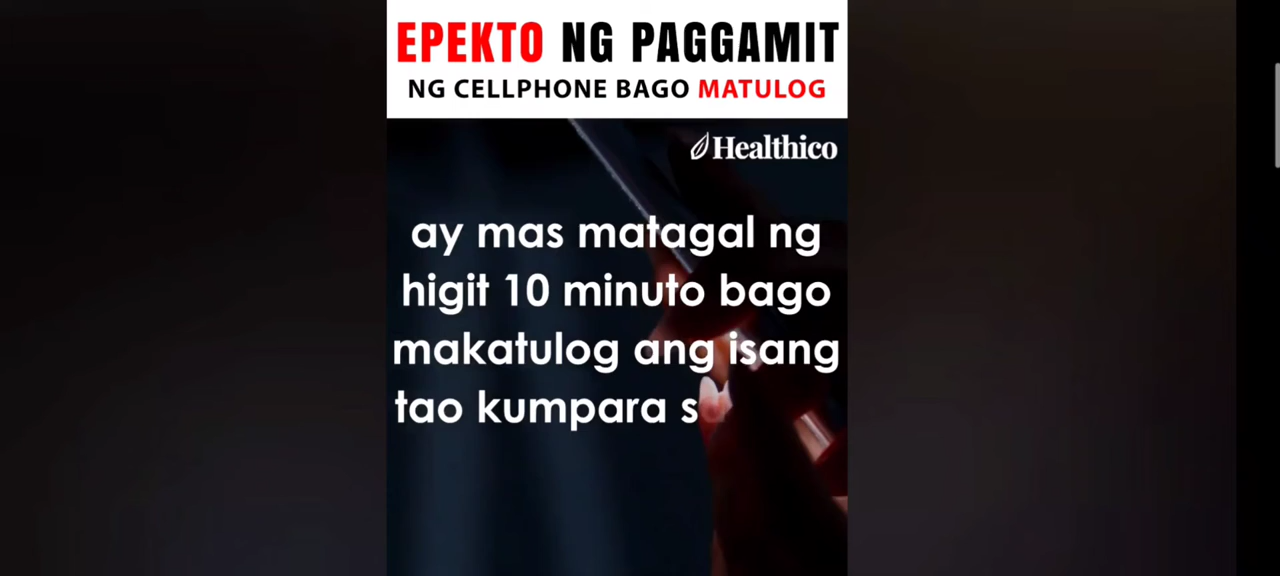 EPEKTO NG PAGGAMIT
NG CELLPHONE BAGO MATULOG
Healthico
ay mas matagal ng
higit 10 minuto bago
makatulog ang isang
tao kumpara s